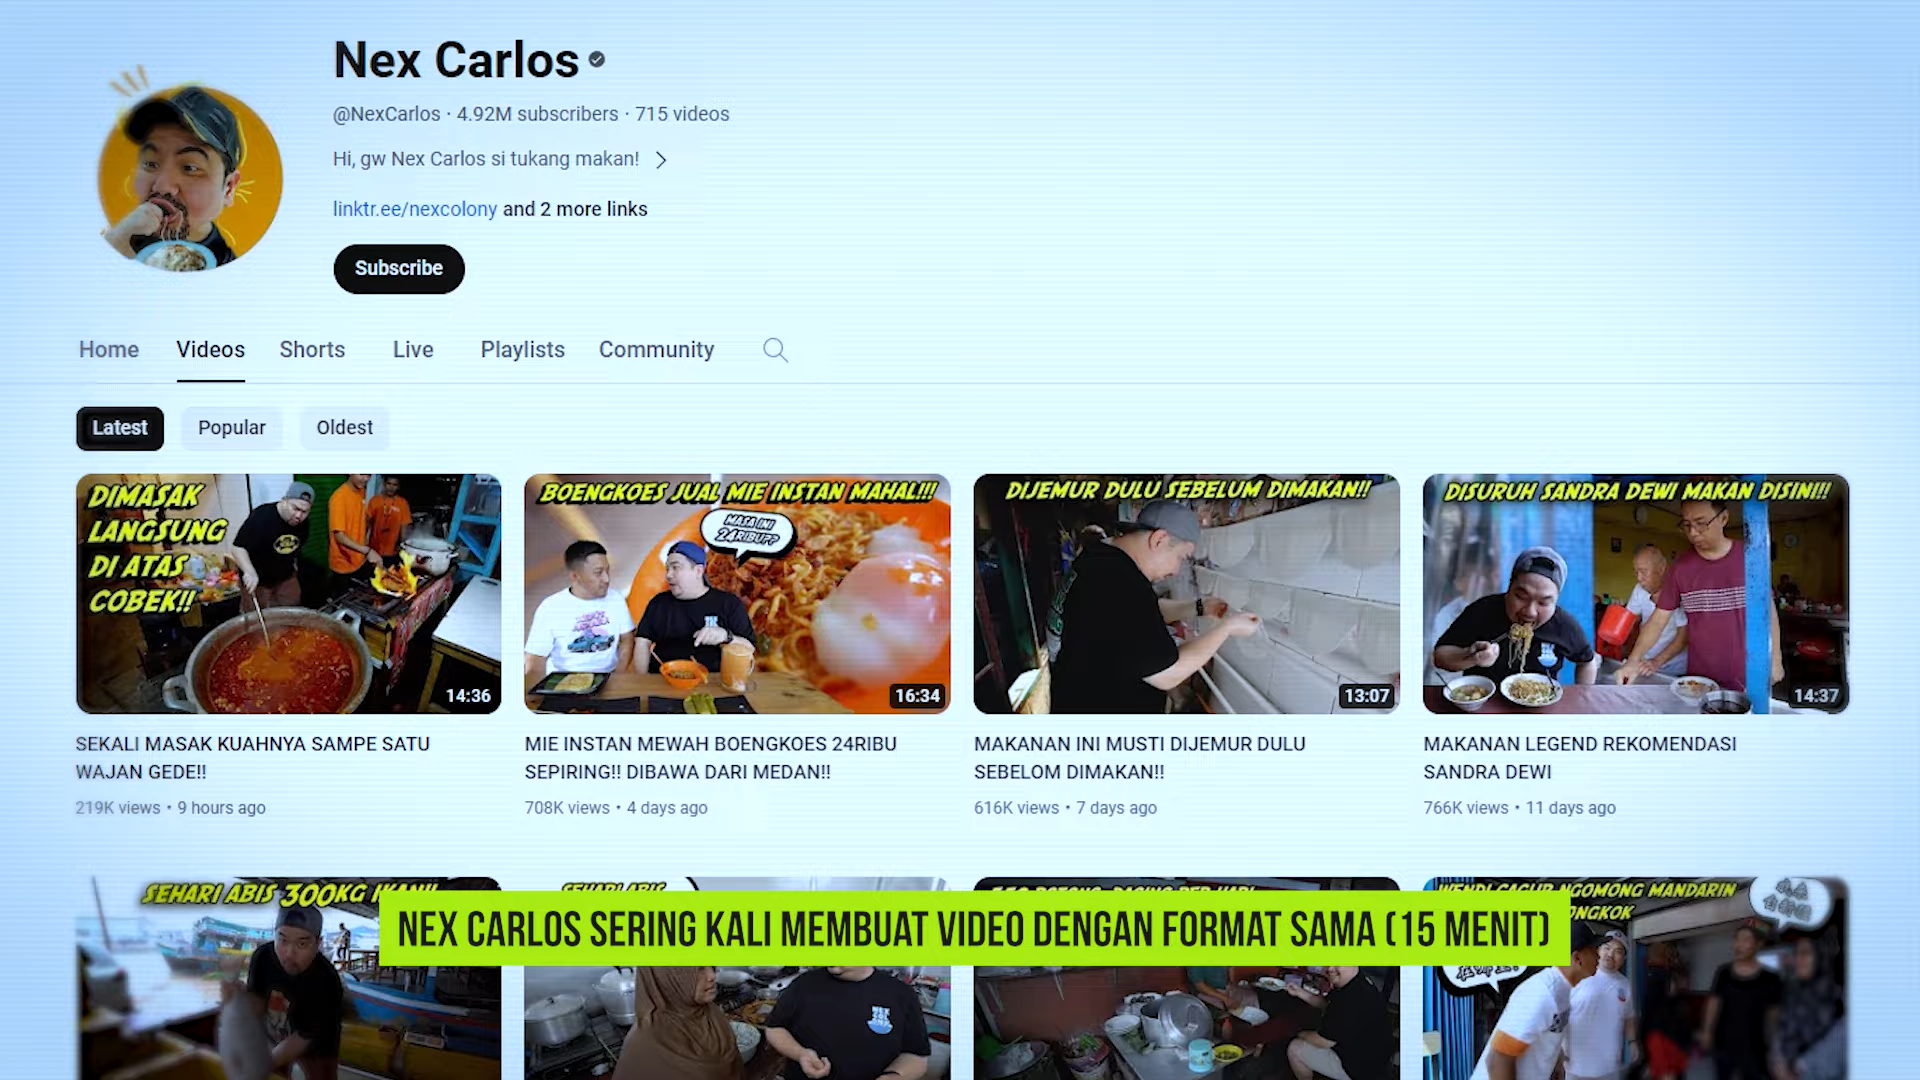 Nex Carlos
@NexCarlos · 4.92M subscribers · 715 videos
Hi, gw Nex Carlos si tukang makan!
linktr.ee/nexcolony and 2 more links
Subscribe
Home Videos Shorts Live Playlists Community
Latest Popular Oldest
DIMASAK
LANGSUNG
DI ATAS
COBEK!!
14:36
BOENGKOES JUAL MIE INSTAN MAHAL!!!
MASA INI
24RIBU??
16:34
DIJEMUR DULU SEBELUM DIMAKAN!!
13:07
DISURUH SANDRA DEWI MAKAN DISINI!!
14:37
SEKALI MASAK KUAHNYA SAMPE SATU
WAJAN GEDE!!
219K views • 9 hours ago
MIE INSTAN MEWAH BOENGKOES 24RIBU
SEPIRING!! DIBAWA DARI MEDAN!!
708K views • 4 days ago
MAKANAN INI MUSTI DIJEMUR DULU
SEBELOM DIMAKAN!!
616K views • 7 days ago
MAKANAN LEGEND REKOMENDASI
SANDRA DEWI
766K views • 11 days ago
SEHARI ABIS 300KG
SEHARI ABIS
NGOMONG MANDARIN
NEX CARLOS SERING KALI MEMBUAT VIDEO DENGAN FORMAT SAMA (15 MENIT)